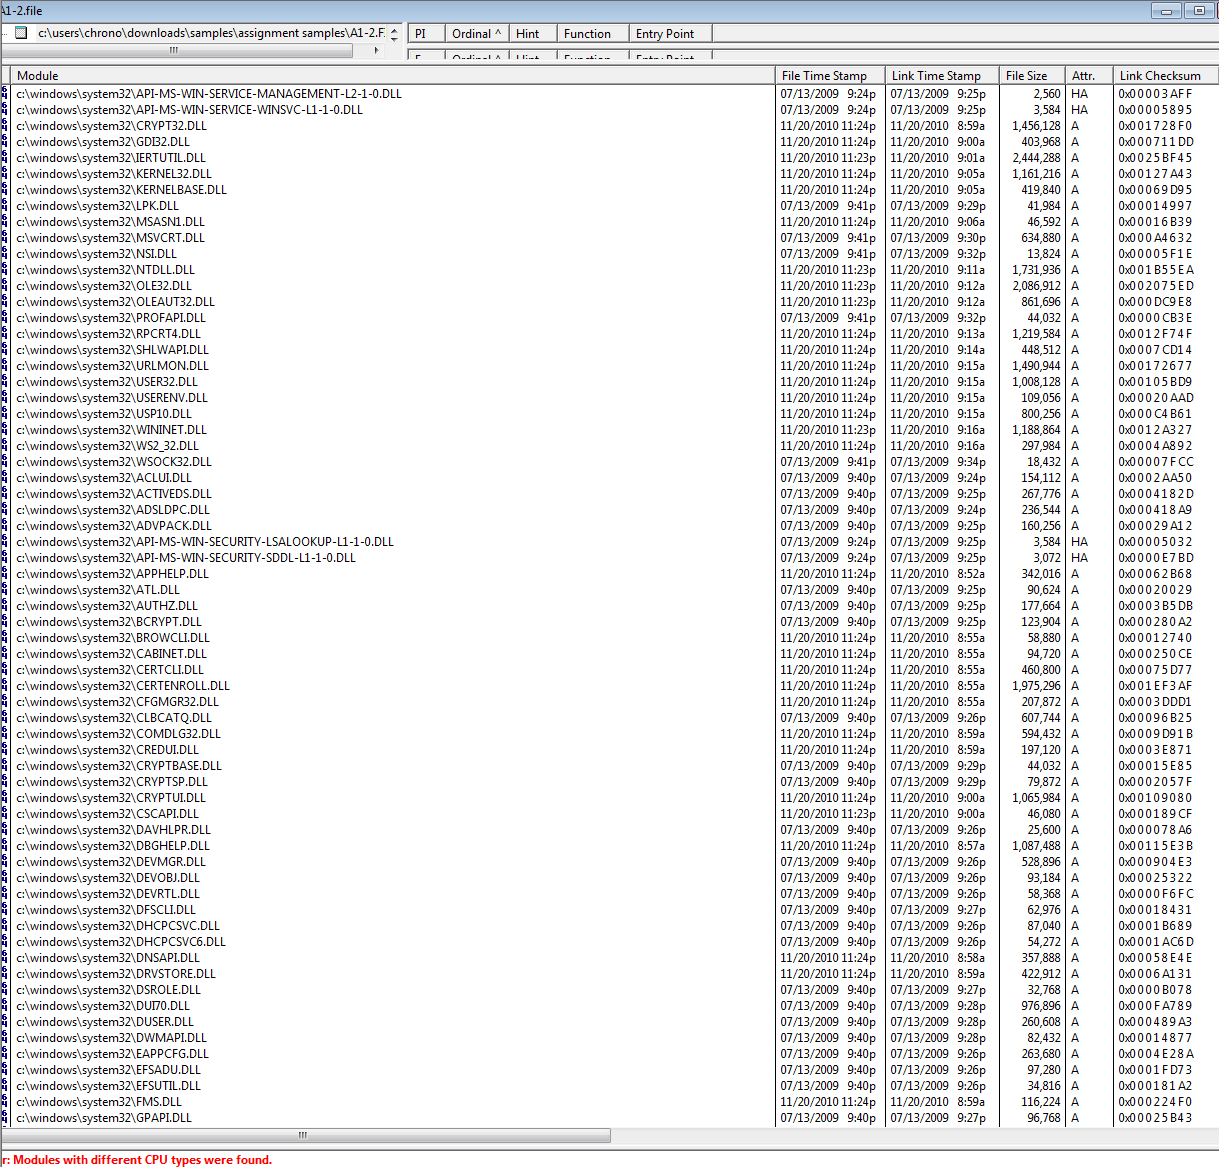 A1-2.file
c:\users\chrono\downloads\samples\assignment samples\A1-2.F
PI Ordinal ^ Hint Function Entry Point
Module File Time Stamp Link Time Stamp File Size Attr. Link Checksum
c:\windows\system32\API-MS-WIN-SERVICE-MANAGEMENT-L2-1-0.DLL 07/13/2009 9:24p 07/13/2009 9:25p 2,560 HA 0x00003AFF
c:\windows\system32\API-MS-WIN-SERVICE-WINSVC-L1-1-0.DLL 07/13/2009 9:24p 07/13/2009 9:25p 3,584 HA 0x00005895
c:\windows\system32\CRYPT32.DLL 11/20/2010 11:24p 11/20/2010 8:59a 1,456,128 A 0x001728F0
c:\windows\system32\GDI32.DLL 11/20/2010 11:24p 11/20/2010 9:00a 403,968 A 0x000711DD
c:\windows\system32\IERTUTIL.DLL 11/20/2010 11:23p 11/20/2010 9:01a 2,444,288 A 0x0025BF45
c:\windows\system32\KERNEL32.DLL 11/20/2010 11:24p 11/20/2010 9:05a 1,161,216 A 0x00127A43
c:\windows\system32\KERNELBASE.DLL 11/20/2010 11:24p 11/20/2010 9:05a 419,840 A 0x00069D95
c:\windows\system32\LPK.DLL 07/13/2009 9:41p 07/13/2009 9:29p 41,984 A 0x00014997
c:\windows\system32\MSASN1.DLL 11/20/2010 11:24p 11/20/2010 9:06a 46,592 A 0x00016B39
c:\windows\system32\MSVCRT.DLL 07/13/2009 9:41p 07/13/2009 9:30p 634,880 A 0x000A4632
c:\windows\system32\NSI.DLL 07/13/2009 9:41p 07/13/2009 9:32p 13,824 A 0x00005F1E
c:\windows\system32\NTDLL.DLL 11/20/2010 11:23p 11/20/2010 9:11a 1,731,936 A 0x001B55EA
c:\windows\system32\OLE32.DLL 11/20/2010 11:23p 11/20/2010 9:12a 2,086,912 A 0x002075ED
c:\windows\system32\OLEAUT32.DLL 11/20/2010 11:23p 11/20/2010 9:12a 861,696 A 0x000DC9E8
c:\windows\system32\PROFAPI.DLL 07/13/2009 9:41p 07/13/2009 9:32p 44,032 A 0x0000CB3E
c:\windows\system32\RPCRT4.DLL 11/20/2010 11:24p 11/20/2010 9:13a 1,219,584 A 0x0012F74F
c:\windows\system32\SHLWAPI.DLL 11/20/2010 11:24p 11/20/2010 9:14a 448,512 A 0x0007CD14
c:\windows\system32\URLMON.DLL 11/20/2010 11:24p 11/20/2010 9:15a 1,490,944 A 0x00172677
c:\windows\system32\USER32.DLL 11/20/2010 11:24p 11/20/2010 9:15a 1,008,128 A 0x00105BD9
c:\windows\system32\USERENV.DLL 11/20/2010 11:24p 11/20/2010 9:15a 109,056 A 0x00020AAD
c:\windows\system32\USP10.DLL 11/20/2010 11:24p 11/20/2010 9:15a 800,256 A 0x000C4B61
c:\windows\system32\WININET.DLL 11/20/2010 11:23p 11/20/2010 9:16a 1,188,864 A 0x0012A327
c:\windows\system32\WS2_32.DLL 11/20/2010 11:24p 11/20/2010 9:16a 297,984 A 0x0004A892
c:\windows\system32\WSOCK32.DLL 07/13/2009 9:41p 07/13/2009 9:34p 18,432 A 0x00007FCC
c:\windows\system32\ACLUI.DLL 07/13/2009 9:40p 07/13/2009 9:24p 154,112 A 0x0002AA50
c:\windows\system32\ACTIVEDS.DLL 07/13/2009 9:40p 07/13/2009 9:25p 267,776 A 0x0004182D
c:\windows\system32\ADSLDPC.DLL 07/13/2009 9:40p 07/13/2009 9:24p 236,544 A 0x000418A9
c:\windows\system32\ADVPACK.DLL 07/13/2009 9:40p 07/13/2009 9:25p 160,256 A 0x00029A12
c:\windows\system32\API-MS-WIN-SECURITY-LSALOOKUP-L1-1-0.DLL 07/13/2009 9:24p 07/13/2009 9:25p 3,584 HA 0x00005032
c:\windows\system32\API-MS-WIN-SECURITY-SDDL-L1-1-0.DLL 07/13/2009 9:24p 07/13/2009 9:25p 3,072 HA 0x0000E7BD
c:\windows\system32\APPHELP.DLL 11/20/2010 11:24p 11/20/2010 8:52a 342,016 A 0x00062B68
c:\windows\system32\ATL.DLL 07/13/2009 9:40p 07/13/2009 9:25p 90,624 A 0x00020029
c:\windows\system32\AUTHZ.DLL 07/13/2009 9:40p 07/13/2009 9:25p 177,664 A 0x0003B5DB
c:\windows\system32\BCRYPT.DLL 07/13/2009 9:40p 07/13/2009 9:25p 123,904 A 0x000280A2
c:\windows\system32\BROWCLI.DLL 11/20/2010 11:24p 11/20/2010 8:55a 58,880 A 0x00012740
c:\windows\system32\CABINET.DLL 11/20/2010 11:24p 11/20/2010 8:55a 94,720 A 0x000250CE
c:\windows\system32\CERTCLI.DLL 11/20/2010 11:24p 11/20/2010 8:55a 460,800 A 0x00075D77
c:\windows\system32\CERTENROLL.DLL 11/20/2010 11:24p 11/20/2010 8:55a 1,975,296 A 0x001EF3AF
c:\windows\system32\CFGMGR32.DLL 11/20/2010 11:24p 11/20/2010 8:55a 207,872 A 0x0003DDD1
c:\windows\system32\CLBCATQ.DLL 07/13/2009 9:40p 07/13/2009 9:26p 607,744 A 0x00096B25
c:\windows\system32\COMDLG32.DLL 11/20/2010 11:24p 11/20/2010 8:59a 594,432 A 0x0009D91B
c:\windows\system32\CREDUI.DLL 11/20/2010 11:24p 11/20/2010 8:59a 197,120 A 0x0003E871
c:\windows\system32\CRYPTBASE.DLL 07/13/2009 9:40p 07/13/2009 9:29p 44,032 A 0x00015E85
c:\windows\system32\CRYPTSP.DLL 07/13/2009 9:40p 07/13/2009 9:29p 79,872 A 0x0002057F
c:\windows\system32\CRYPTUI.DLL 11/20/2010 11:24p 11/20/2010 9:00a 1,065,984 A 0x00109080
c:\windows\system32\CSCAPI.DLL 11/20/2010 11:23p 11/20/2010 9:00a 46,080 A 0x000189CF
c:\windows\system32\DAVHLPR.DLL 07/13/2009 9:40p 07/13/2009 9:26p 25,600 A 0x000078A6
c:\windows\system32\DBGHELP.DLL 11/20/2010 11:24p 11/20/2010 8:57a 1,087,488 A 0x00115E3B
c:\windows\system32\DEVMGR.DLL 07/13/2009 9:40p 07/13/2009 9:26p 528,896 A 0x000904E3
c:\windows\system32\DEVOBJ.DLL 07/13/2009 9:40p 07/13/2009 9:26p 93,184 A 0x00025322
c:\windows\system32\DEVRTL.DLL 07/13/2009 9:40p 07/13/2009 9:26p 58,368 A 0x0000F6FC
c:\windows\system32\DFSCLI.DLL 07/13/2009 9:40p 07/13/2009 9:27p 62,976 A 0x00018431
c:\windows\system32\DHCPCSVC.DLL 07/13/2009 9:40p 07/13/2009 9:26p 87,040 A 0x0001B689
c:\windows\system32\DHCPCSVC6.DLL 07/13/2009 9:40p 07/13/2009 9:26p 54,272 A 0x0001AC6D
c:\windows\system32\DNSAPI.DLL 11/20/2010 11:24p 11/20/2010 8:58a 357,888 A 0x00058E4E
c:\windows\system32\DRVSTORE.DLL 11/20/2010 11:24p 11/20/2010 8:59a 422,912 A 0x0006A131
c:\windows\system32\DSROLE.DLL 07/13/2009 9:40p 07/13/2009 9:27p 32,768 A 0x0000B078
c:\windows\system32\DUI70.DLL 07/13/2009 9:40p 07/13/2009 9:28p 976,896 A 0x000FA789
c:\windows\system32\DUSER.DLL 07/13/2009 9:40p 07/13/2009 9:28p 260,608 A 0x000489A3
c:\windows\system32\DWMAPI.DLL 07/13/2009 9:40p 07/13/2009 9:28p 82,432 A 0x00014877
c:\windows\system32\EAPPCFG.DLL 07/13/2009 9:40p 07/13/2009 9:28p 263,680 A 0x0004E28A
c:\windows\system32\EFSADU.DLL 07/13/2009 9:40p 07/13/2009 9:26p 97,280 A 0x0001FD73
c:\windows\system32\EFSUTIL.DLL 07/13/2009 9:40p 07/13/2009 9:26p 34,816 A 0x000181A2
c:\windows\system32\FMS.DLL 11/20/2010 11:24p 11/20/2010 8:59a 116,224 A 0x000224F0
c:\windows\system32\GPAPI.DLL 07/13/2009 9:40p 07/13/2009 9:27p 96,768 A 0x00025B43
r: Modules with different CPU types were found.